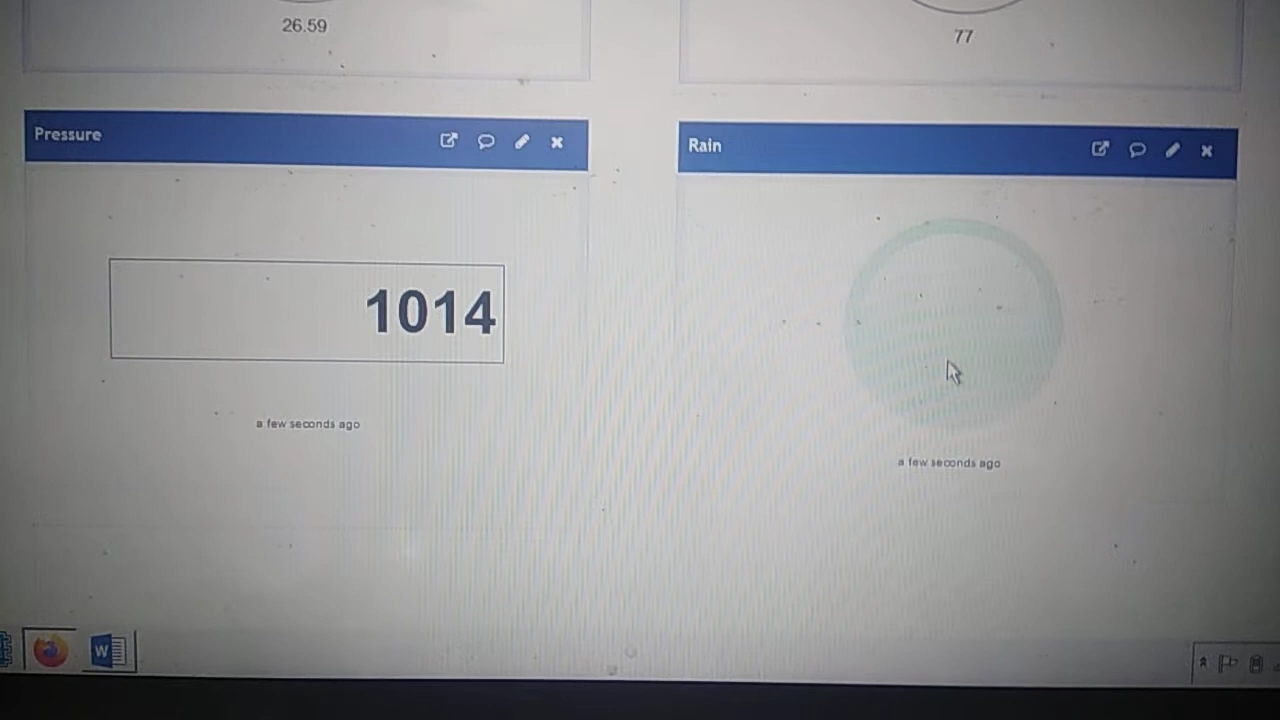 26.59
77
Pressure
Rain
1014
a few seconds ago
a few seconds ago
W